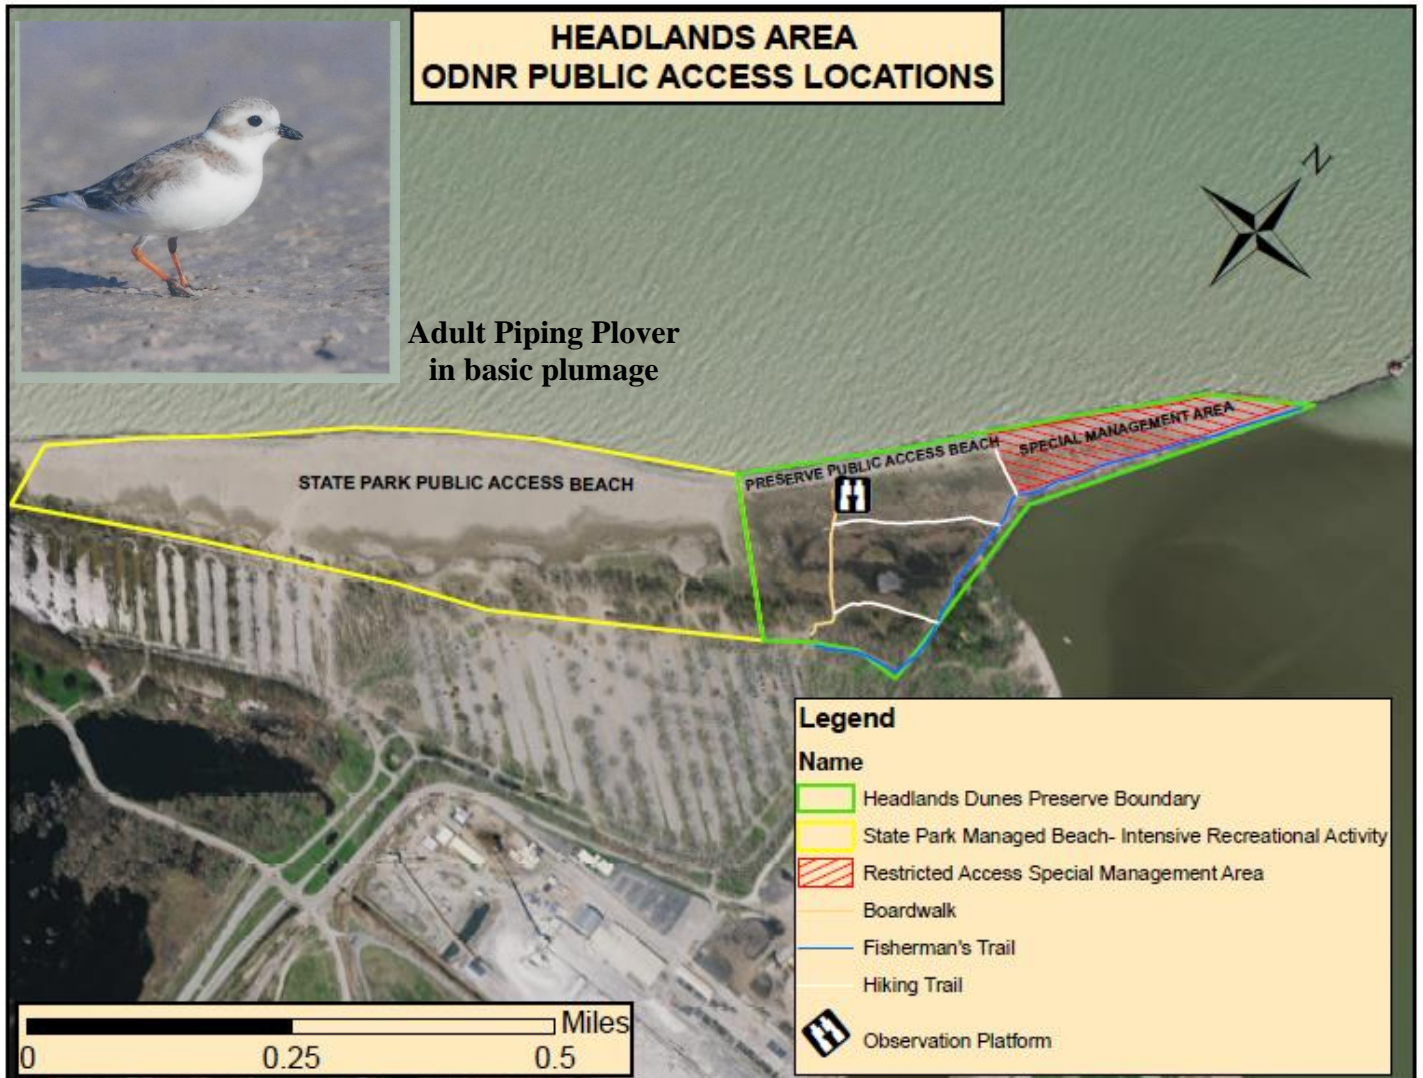 HEADLANDS AREA
ODNR PUBLIC ACCESS LOCATIONS
N
Adult Piping Plover
in basic plumage
STATE PARK PUBLIC ACCESS BEACH
PRESERVE PUBLIC ACCESS BEACH
SPECIAL MANAGEMENT AREA
Legend
Name
Headlands Dunes Preserve Boundary
State Park Managed Beach- Intensive Recreational Activity
Restricted Access Special Management Area
Boardwalk
Fisherman's Trail
Hiking Trail
Observation Platform
Miles
0 0.25 0.5